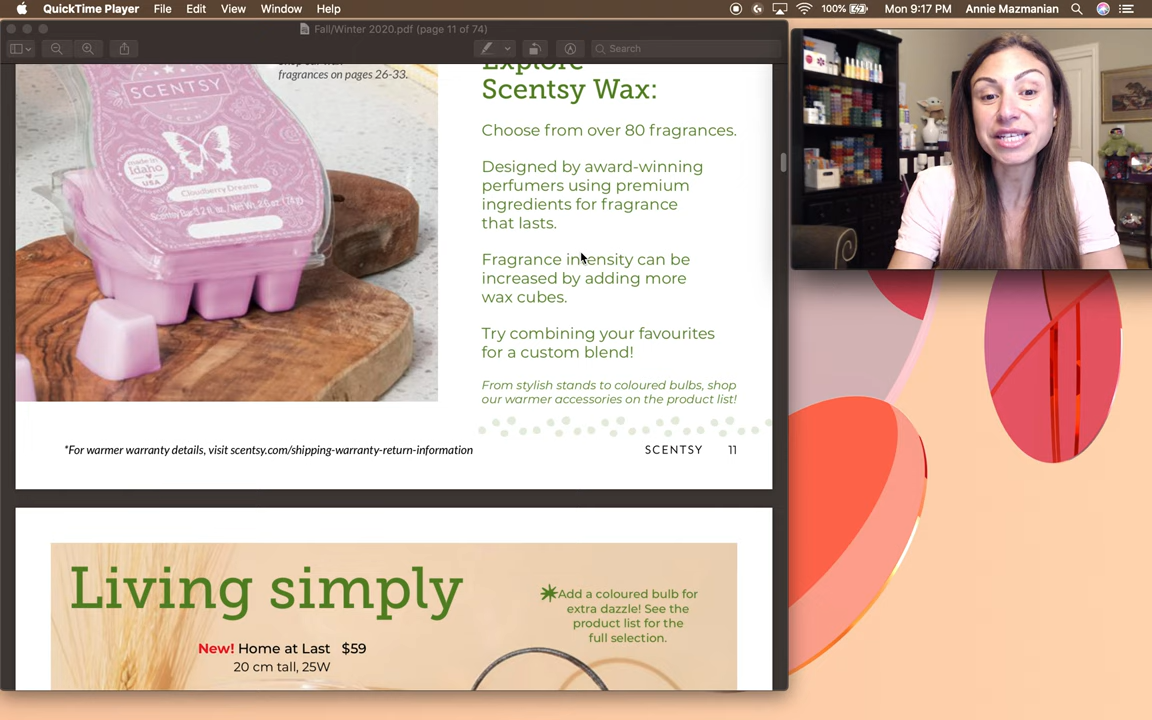 QuickTime Player File Edit View Window Help 100% Mon 9:17 PM Annie Mazmanian
Fall/Winter 2020.pdf (page 11 of 74)
Search
fragrances on pages 26-33.
SCENTSY
made in
Idaho
USA
Cloudberry Dreams
Explore
Scentsy Wax:
Choose from over 80 fragrances.
Designed by award-winning
perfumers using premium
ingredients for fragrance
that lasts.
Fragrance intensity can be
increased by adding more
wax cubes.
Try combining your favourites
for a custom blend!
From stylish stands to coloured bulbs, shop
our warmer accessories on the product list!
*For warmer warranty details, visit scentsy.com/shipping-warranty-return-information
SCENTSY 11
Living simply
New! Home at Last $59
20 cm tall, 25W
Add a coloured bulb for
extra dazzle! See the
product list for the
full selection.